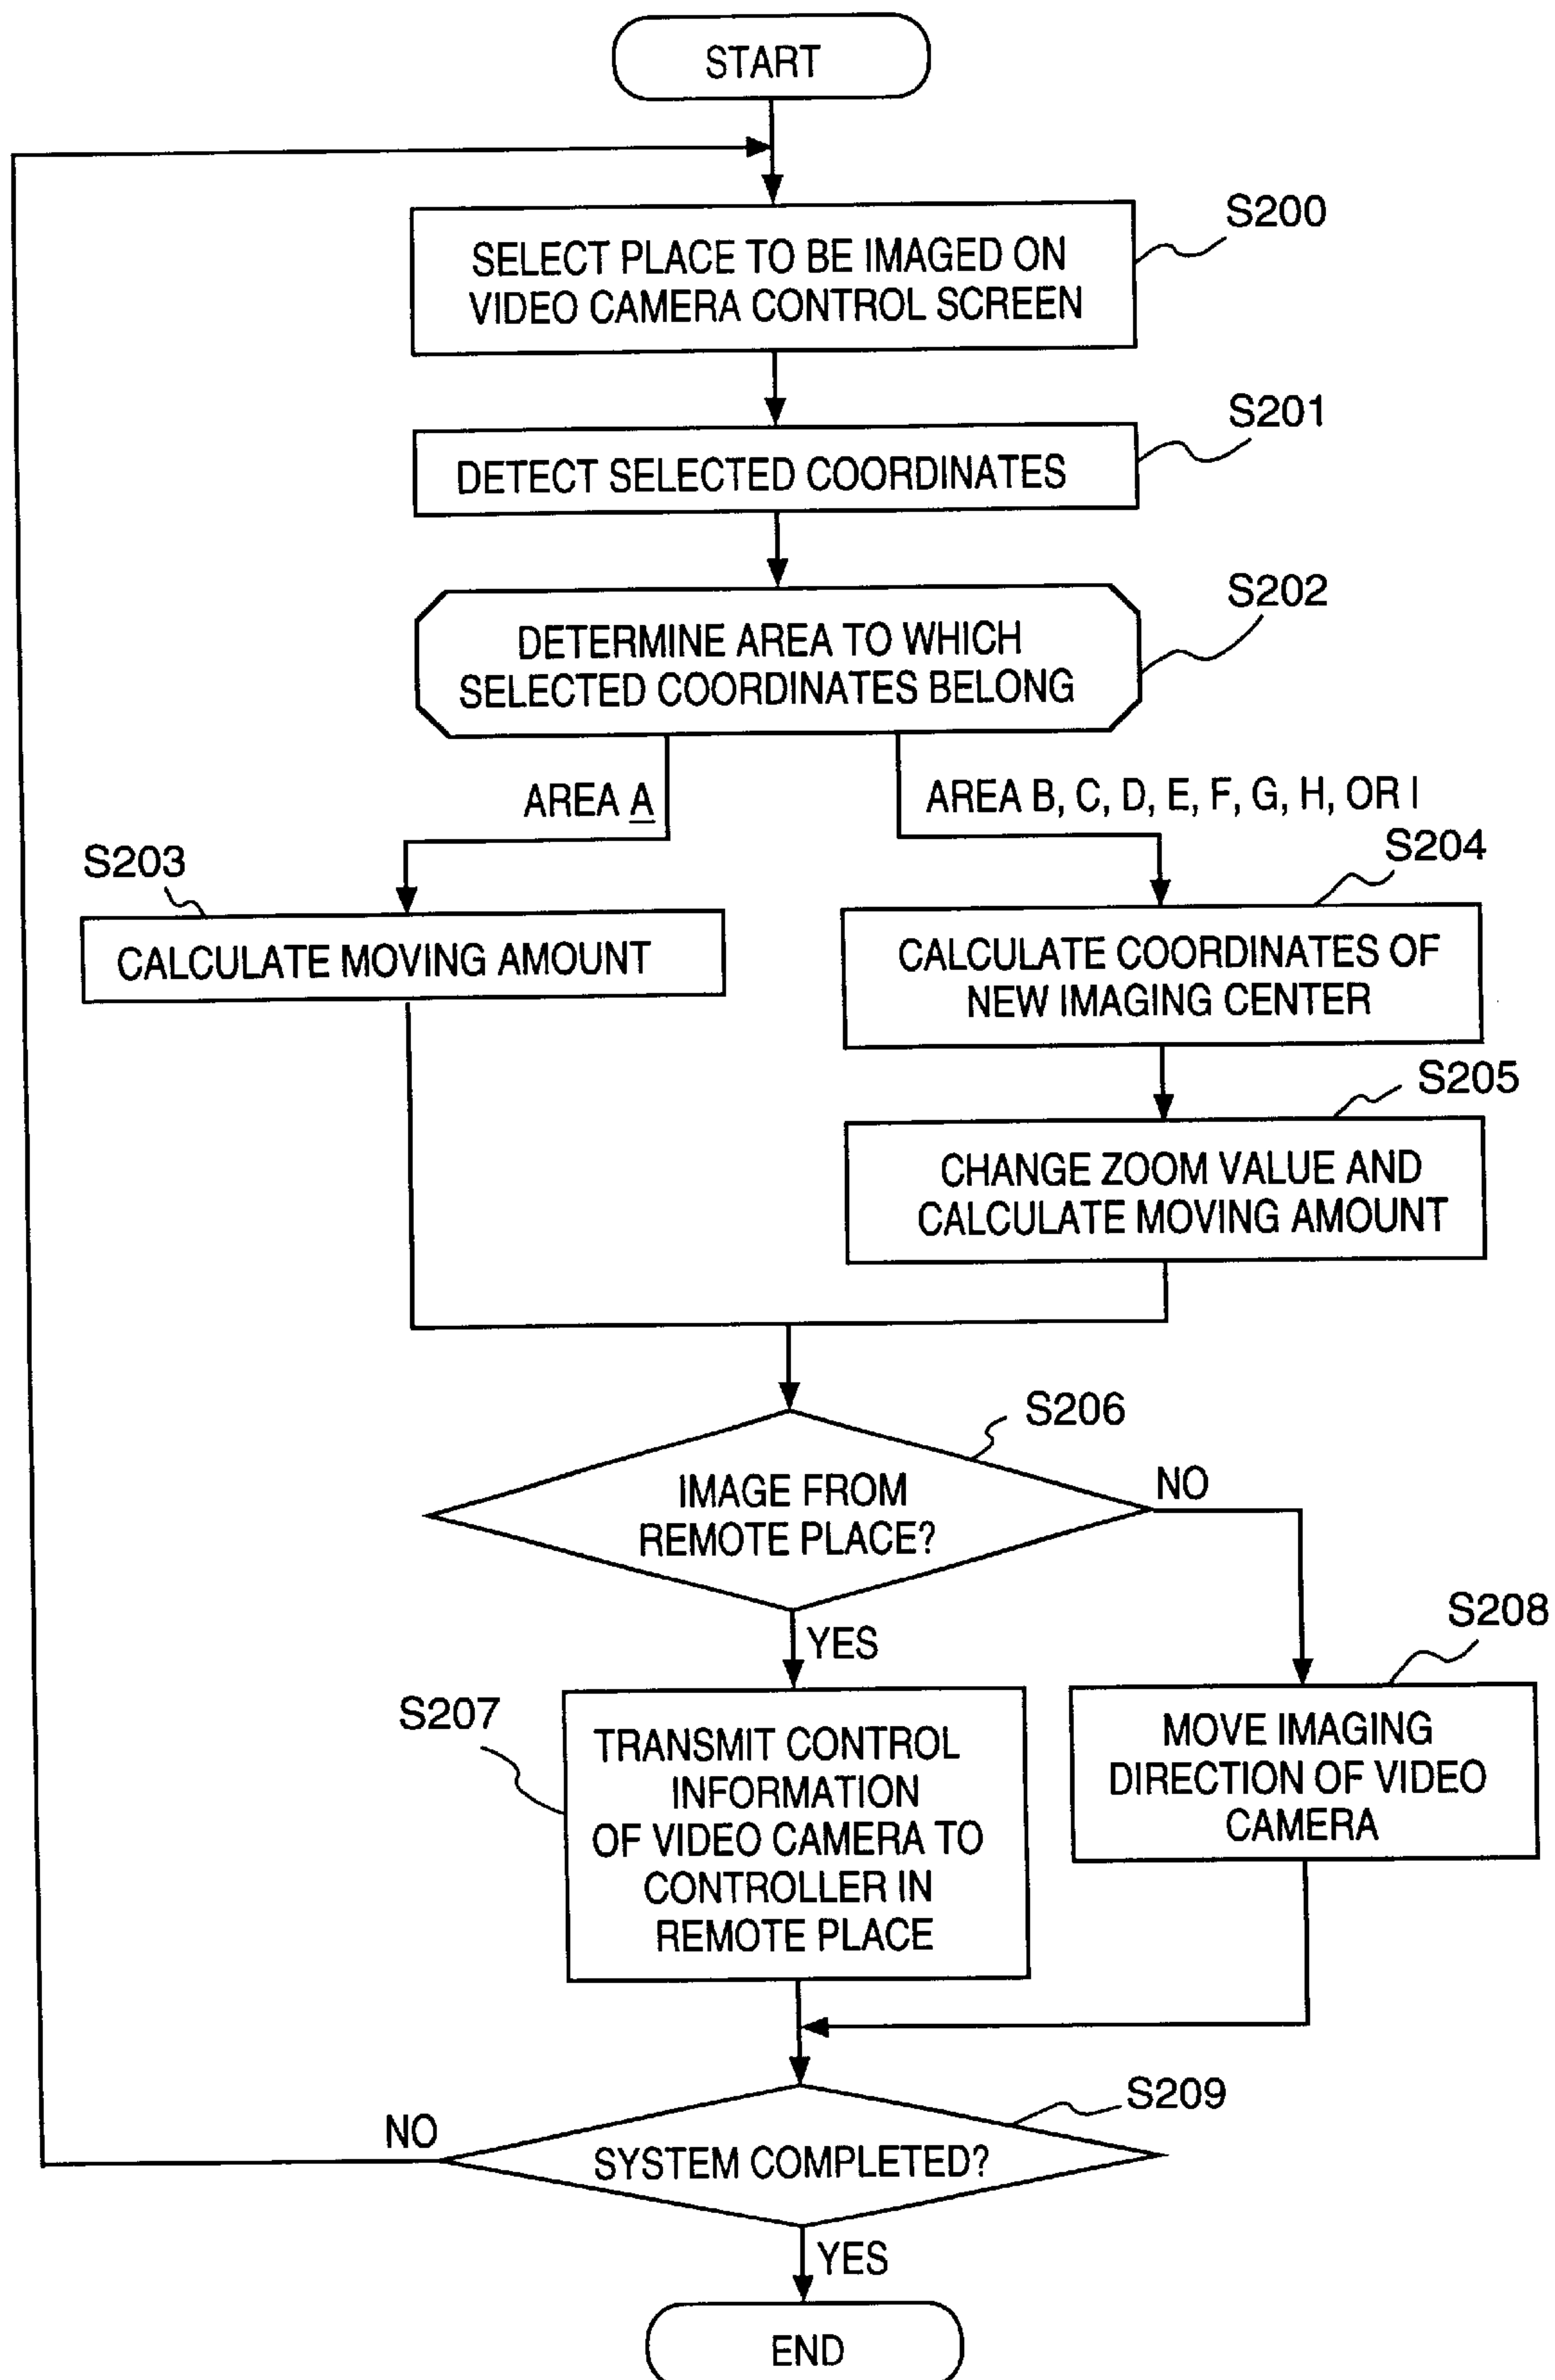 START
S200
SELECT PLACE TO BE IMAGED ON
VIDEO CAMERA CONTROL SCREEN
S201
DETECT SELECTED COORDINATES
S202
DETERMINE AREA TO WHICH
SELECTED COORDINATES BELONG
AREA A
AREA B, C, D, E, F, G, H, OR I
S203
CALCULATE MOVING AMOUNT
S204
CALCULATE COORDINATES OF
NEW IMAGING CENTER
S205
CHANGE ZOOM VALUE AND
CALCULATE MOVING AMOUNT
S206
IMAGE FROM
REMOTE PLACE?
NO
YES
S207
TRANSMIT CONTROL
INFORMATION
OF VIDEO CAMERA TO
CONTROLLER IN
REMOTE PLACE
S208
MOVE IMAGING
DIRECTION OF VIDEO
CAMERA
S209
SYSTEM COMPLETED?
NO
YES
END